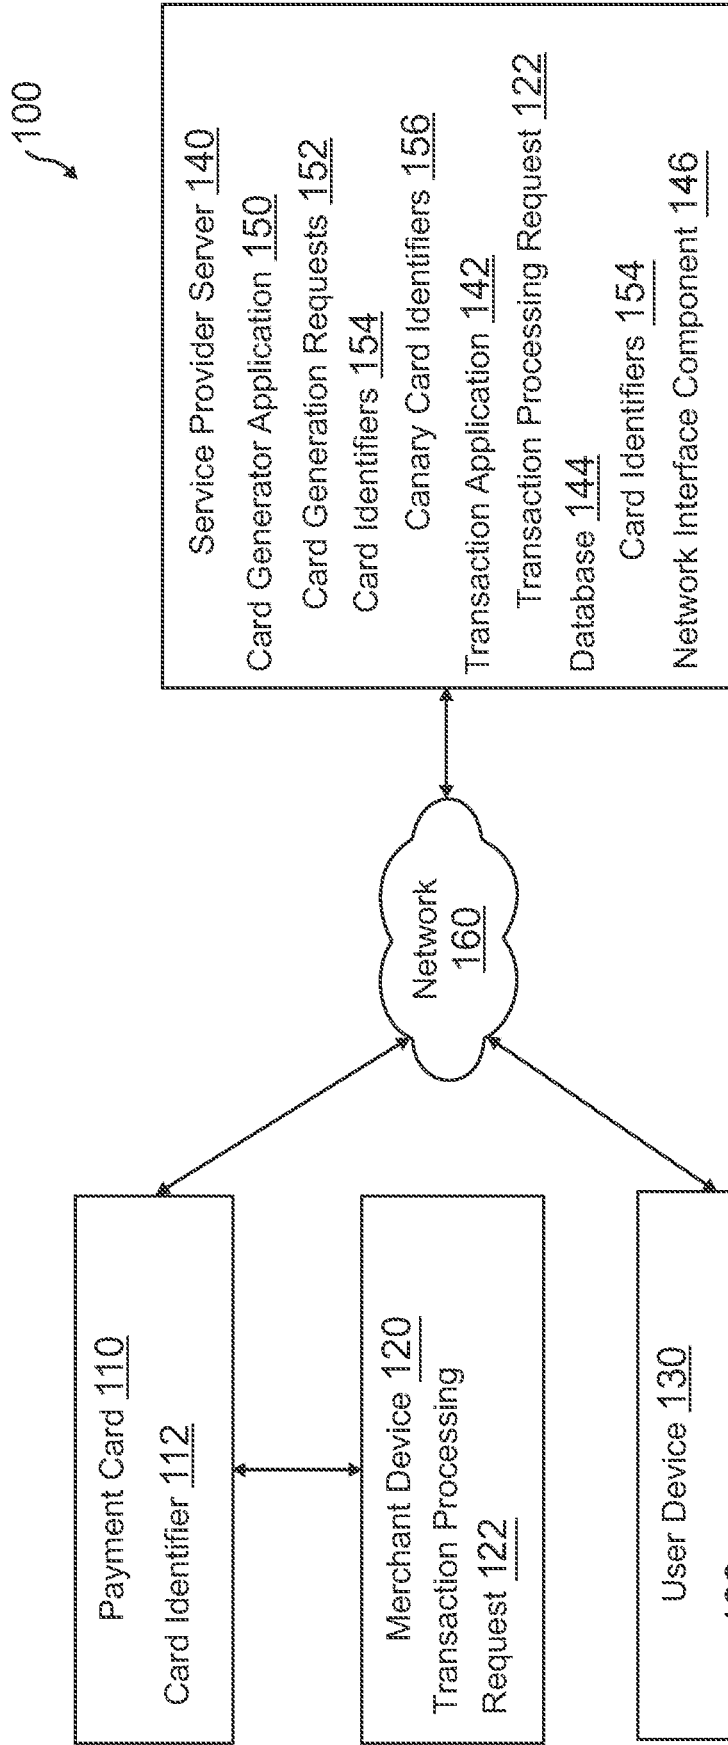 100
Payment Card 110
Card Identifier 112
Merchant Device 120
Transaction Processing
Request 122
User Device 130
Network
160
Service Provider Server 140
Card Generator Application 150
Card Generation Requests 152
Card Identifiers 154
Canary Card Identifiers 156
Transaction Application 142
Transaction Processing Request 122
Database 144
Card Identifiers 154
Network Interface Component 146